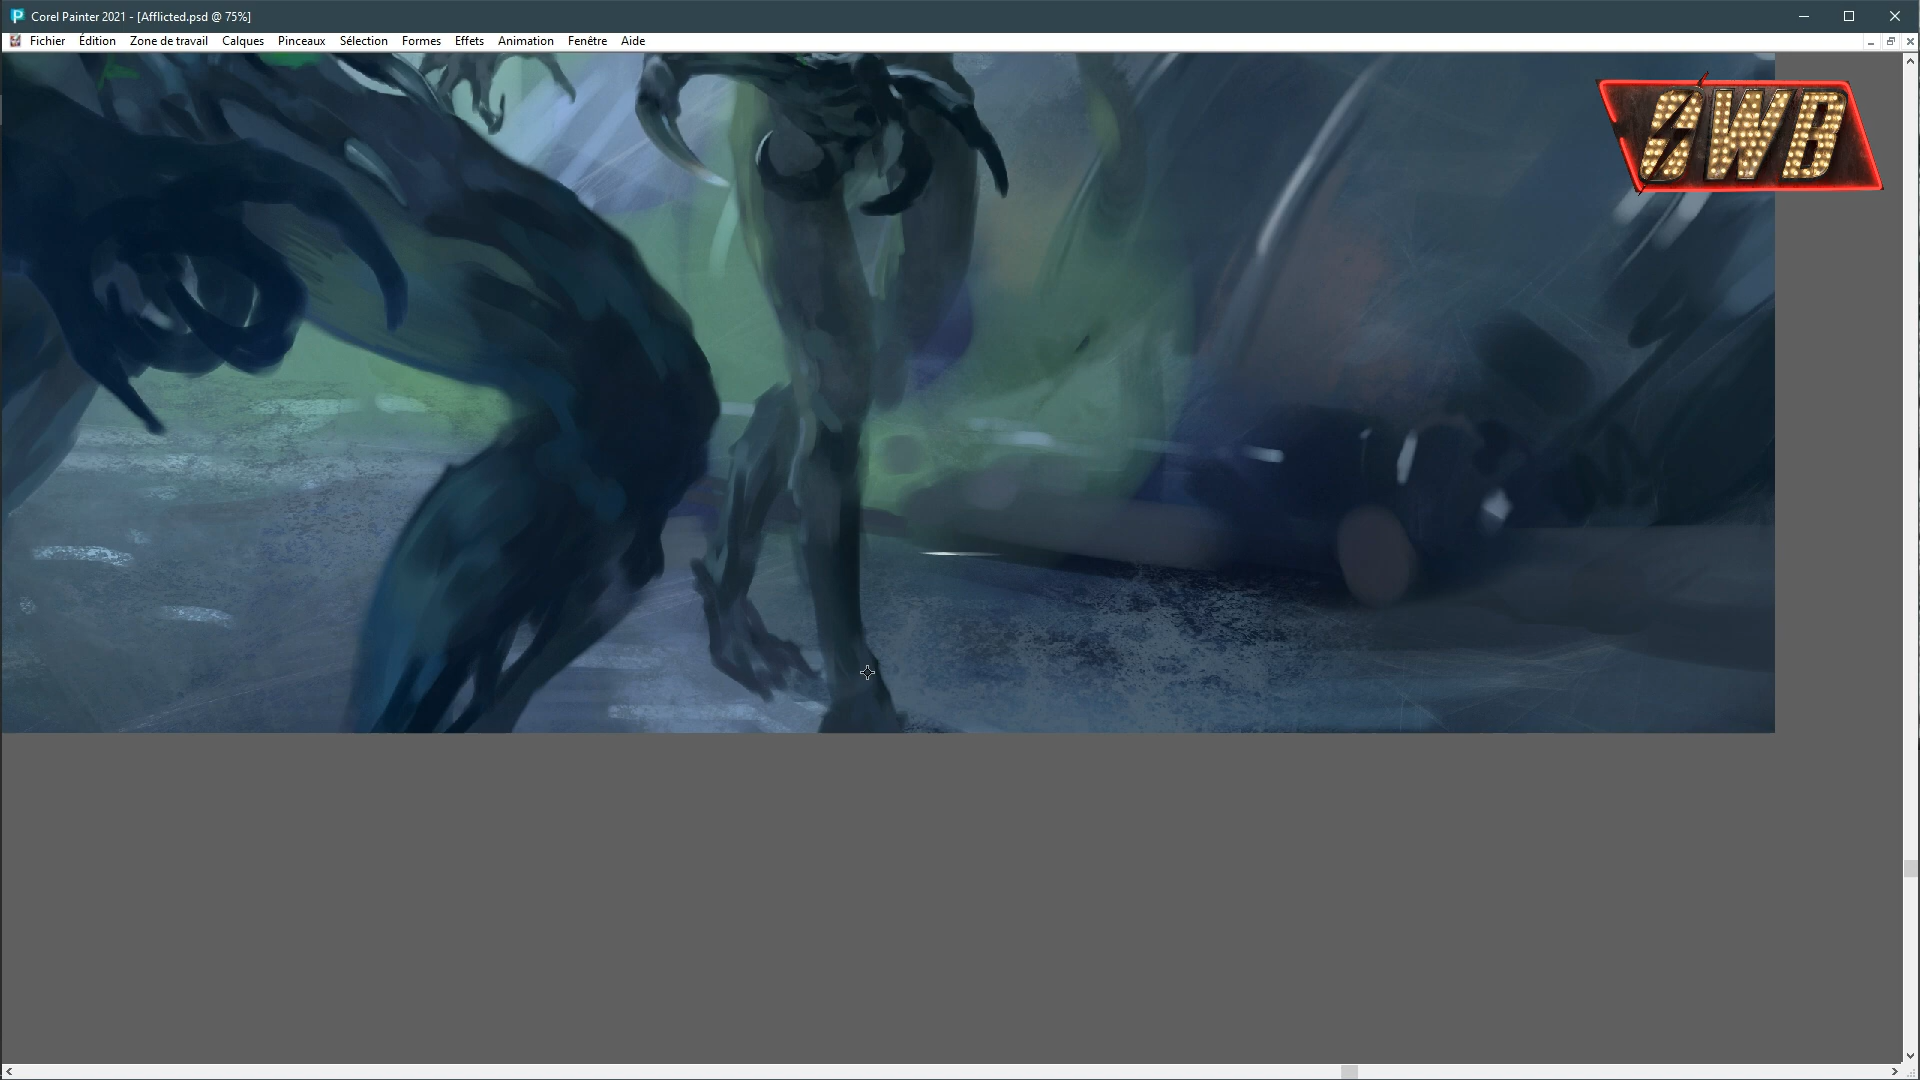 Corel Painter 2021 - [Afflicted.psd @ 75%]
Fichier Édition Zone de travail Calques Pinceaux Sélection Formes Effets Animation Fenêtre Aide
SWB